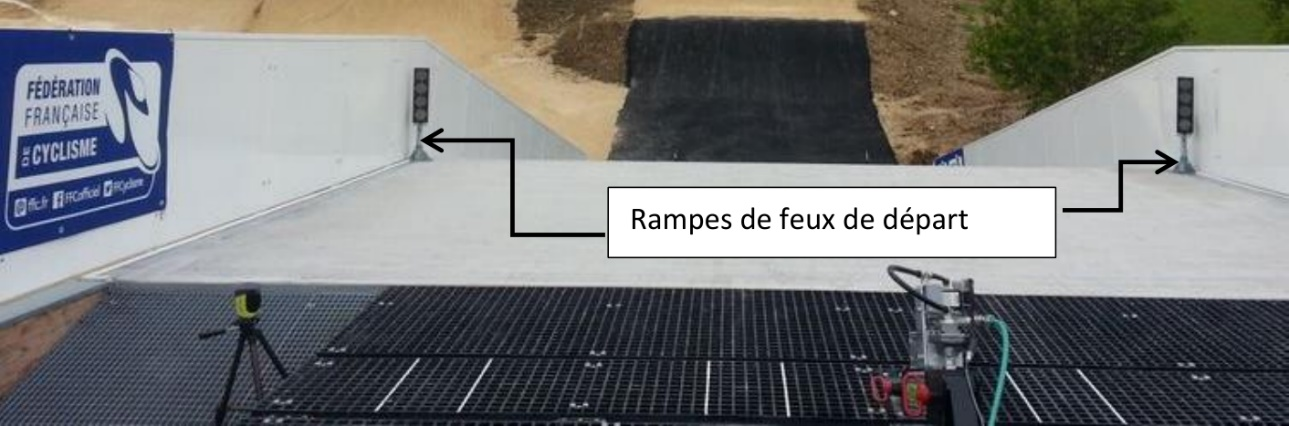 FÉDÉRATION
FRANÇAISE
DE CYCLISME
ffc.fr FFCofficiel FFCyclisme
Rampes de feux de départ